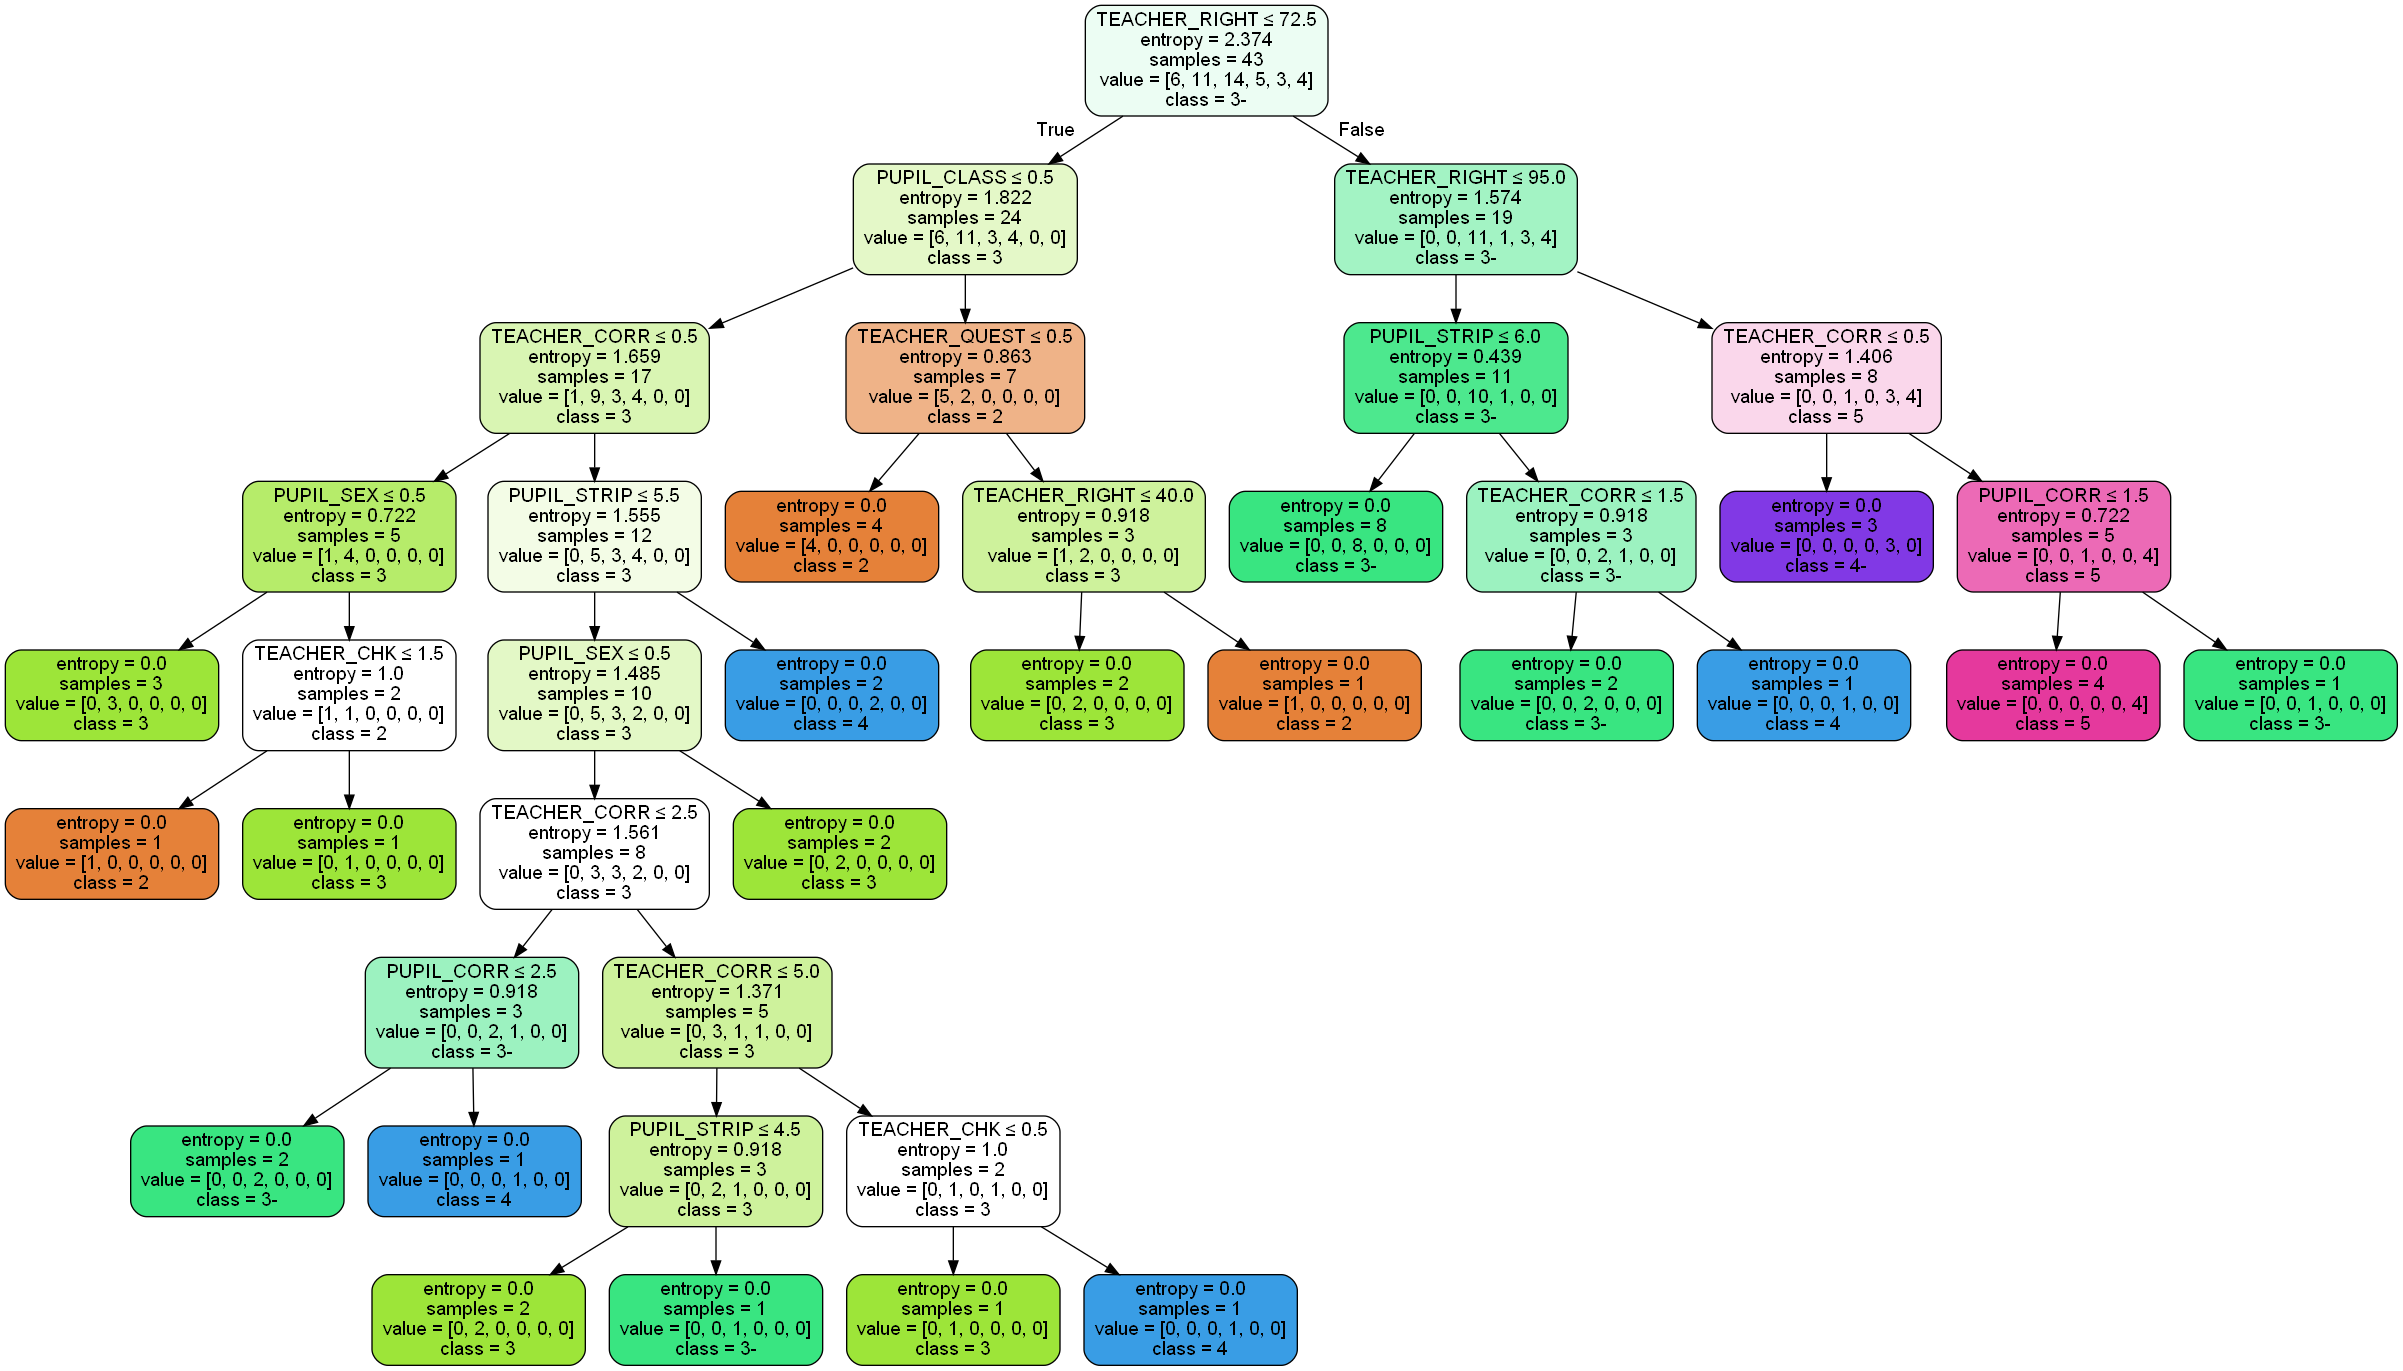 TEACHER_RIGHT ≤ 72.5
entropy = 2.374
samples = 43
value = [6, 11, 14, 5, 3, 4]
class = 3-
True
False
PUPIL_CLASS ≤ 0.5
entropy = 1.822
samples = 24
value = [6, 11, 3, 4, 0, 0]
class = 3
TEACHER_RIGHT ≤ 95.0
entropy = 1.574
samples = 19
value = [0, 0, 11, 1, 3, 4]
class = 3-
TEACHER_CORR ≤ 0.5
entropy = 1.659
samples = 17
value = [1, 9, 3, 4, 0, 0]
class = 3
TEACHER_QUEST ≤ 0.5
entropy = 0.863
samples = 7
value = [5, 2, 0, 0, 0, 0]
class = 2
PUPIL_STRIP ≤ 6.0
entropy = 0.439
samples = 11
value = [0, 0, 10, 1, 0, 0]
class = 3-
TEACHER_CORR ≤ 0.5
entropy = 1.406
samples = 8
value = [0, 0, 1, 0, 3, 4]
class = 5
PUPIL_SEX ≤ 0.5
entropy = 0.722
samples = 5
value = [1, 4, 0, 0, 0, 0]
class = 3
PUPIL_STRIP ≤ 5.5
entropy = 1.555
samples = 12
value = [0, 5, 3, 4, 0, 0]
class = 3
entropy = 0.0
samples = 4
value = [4, 0, 0, 0, 0, 0]
class = 2
TEACHER_RIGHT ≤ 40.0
entropy = 0.918
samples = 3
value = [1, 2, 0, 0, 0, 0]
class = 3
entropy = 0.0
samples = 8
value = [0, 0, 8, 0, 0, 0]
class = 3-
TEACHER_CORR ≤ 1.5
entropy = 0.918
samples = 3
value = [0, 0, 2, 1, 0, 0]
class = 3-
entropy = 0.0
samples = 3
value = [0, 0, 0, 0, 3, 0]
class = 4-
PUPIL_CORR ≤ 1.5
entropy = 0.722
samples = 5
value = [0, 0, 1, 0, 0, 4]
class = 5
entropy = 0.0
samples = 3
value = [0, 3, 0, 0, 0, 0]
class = 3
TEACHER_CHK ≤ 1.5
entropy = 1.0
samples = 2
value = [1, 1, 0, 0, 0, 0]
class = 2
PUPIL_SEX ≤ 0.5
entropy = 1.485
samples = 10
value = [0, 5, 3, 2, 0, 0]
class = 3
entropy = 0.0
samples = 2
value = [0, 0, 0, 2, 0, 0]
class = 4
entropy = 0.0
samples = 2
value = [0, 2, 0, 0, 0, 0]
class = 3
entropy = 0.0
samples = 1
value = [1, 0, 0, 0, 0, 0]
class = 2
entropy = 0.0
samples = 2
value = [0, 0, 2, 0, 0, 0]
class = 3-
entropy = 0.0
samples = 1
value = [0, 0, 0, 1, 0, 0]
class = 4
entropy = 0.0
samples = 4
value = [0, 0, 0, 0, 0, 4]
class = 5
entropy = 0.0
samples = 1
value = [0, 0, 1, 0, 0, 0]
class = 3-
entropy = 0.0
samples = 1
value = [1, 0, 0, 0, 0, 0]
class = 2
entropy = 0.0
samples = 1
value = [0, 1, 0, 0, 0, 0]
class = 3
TEACHER_CORR ≤ 2.5
entropy = 1.561
samples = 8
value = [0, 3, 3, 2, 0, 0]
class = 3
entropy = 0.0
samples = 2
value = [0, 2, 0, 0, 0, 0]
class = 3
PUPIL_CORR ≤ 2.5
entropy = 0.918
samples = 3
value = [0, 0, 2, 1, 0, 0]
class = 3-
TEACHER_CORR ≤ 5.0
entropy = 1.371
samples = 5
value = [0, 3, 1, 1, 0, 0]
class = 3
entropy = 0.0
samples = 2
value = [0, 0, 2, 0, 0, 0]
class = 3-
entropy = 0.0
samples = 1
value = [0, 0, 0, 1, 0, 0]
class = 4
PUPIL_STRIP ≤ 4.5
entropy = 0.918
samples = 3
value = [0, 2, 1, 0, 0, 0]
class = 3
TEACHER_CHK ≤ 0.5
entropy = 1.0
samples = 2
value = [0, 1, 0, 1, 0, 0]
class = 3
entropy = 0.0
samples = 2
value = [0, 2, 0, 0, 0, 0]
class = 3
entropy = 0.0
samples = 1
value = [0, 0, 1, 0, 0, 0]
class = 3-
entropy = 0.0
samples = 1
value = [0, 1, 0, 0, 0, 0]
class = 3
entropy = 0.0
samples = 1
value = [0, 0, 0, 1, 0, 0]
class = 4